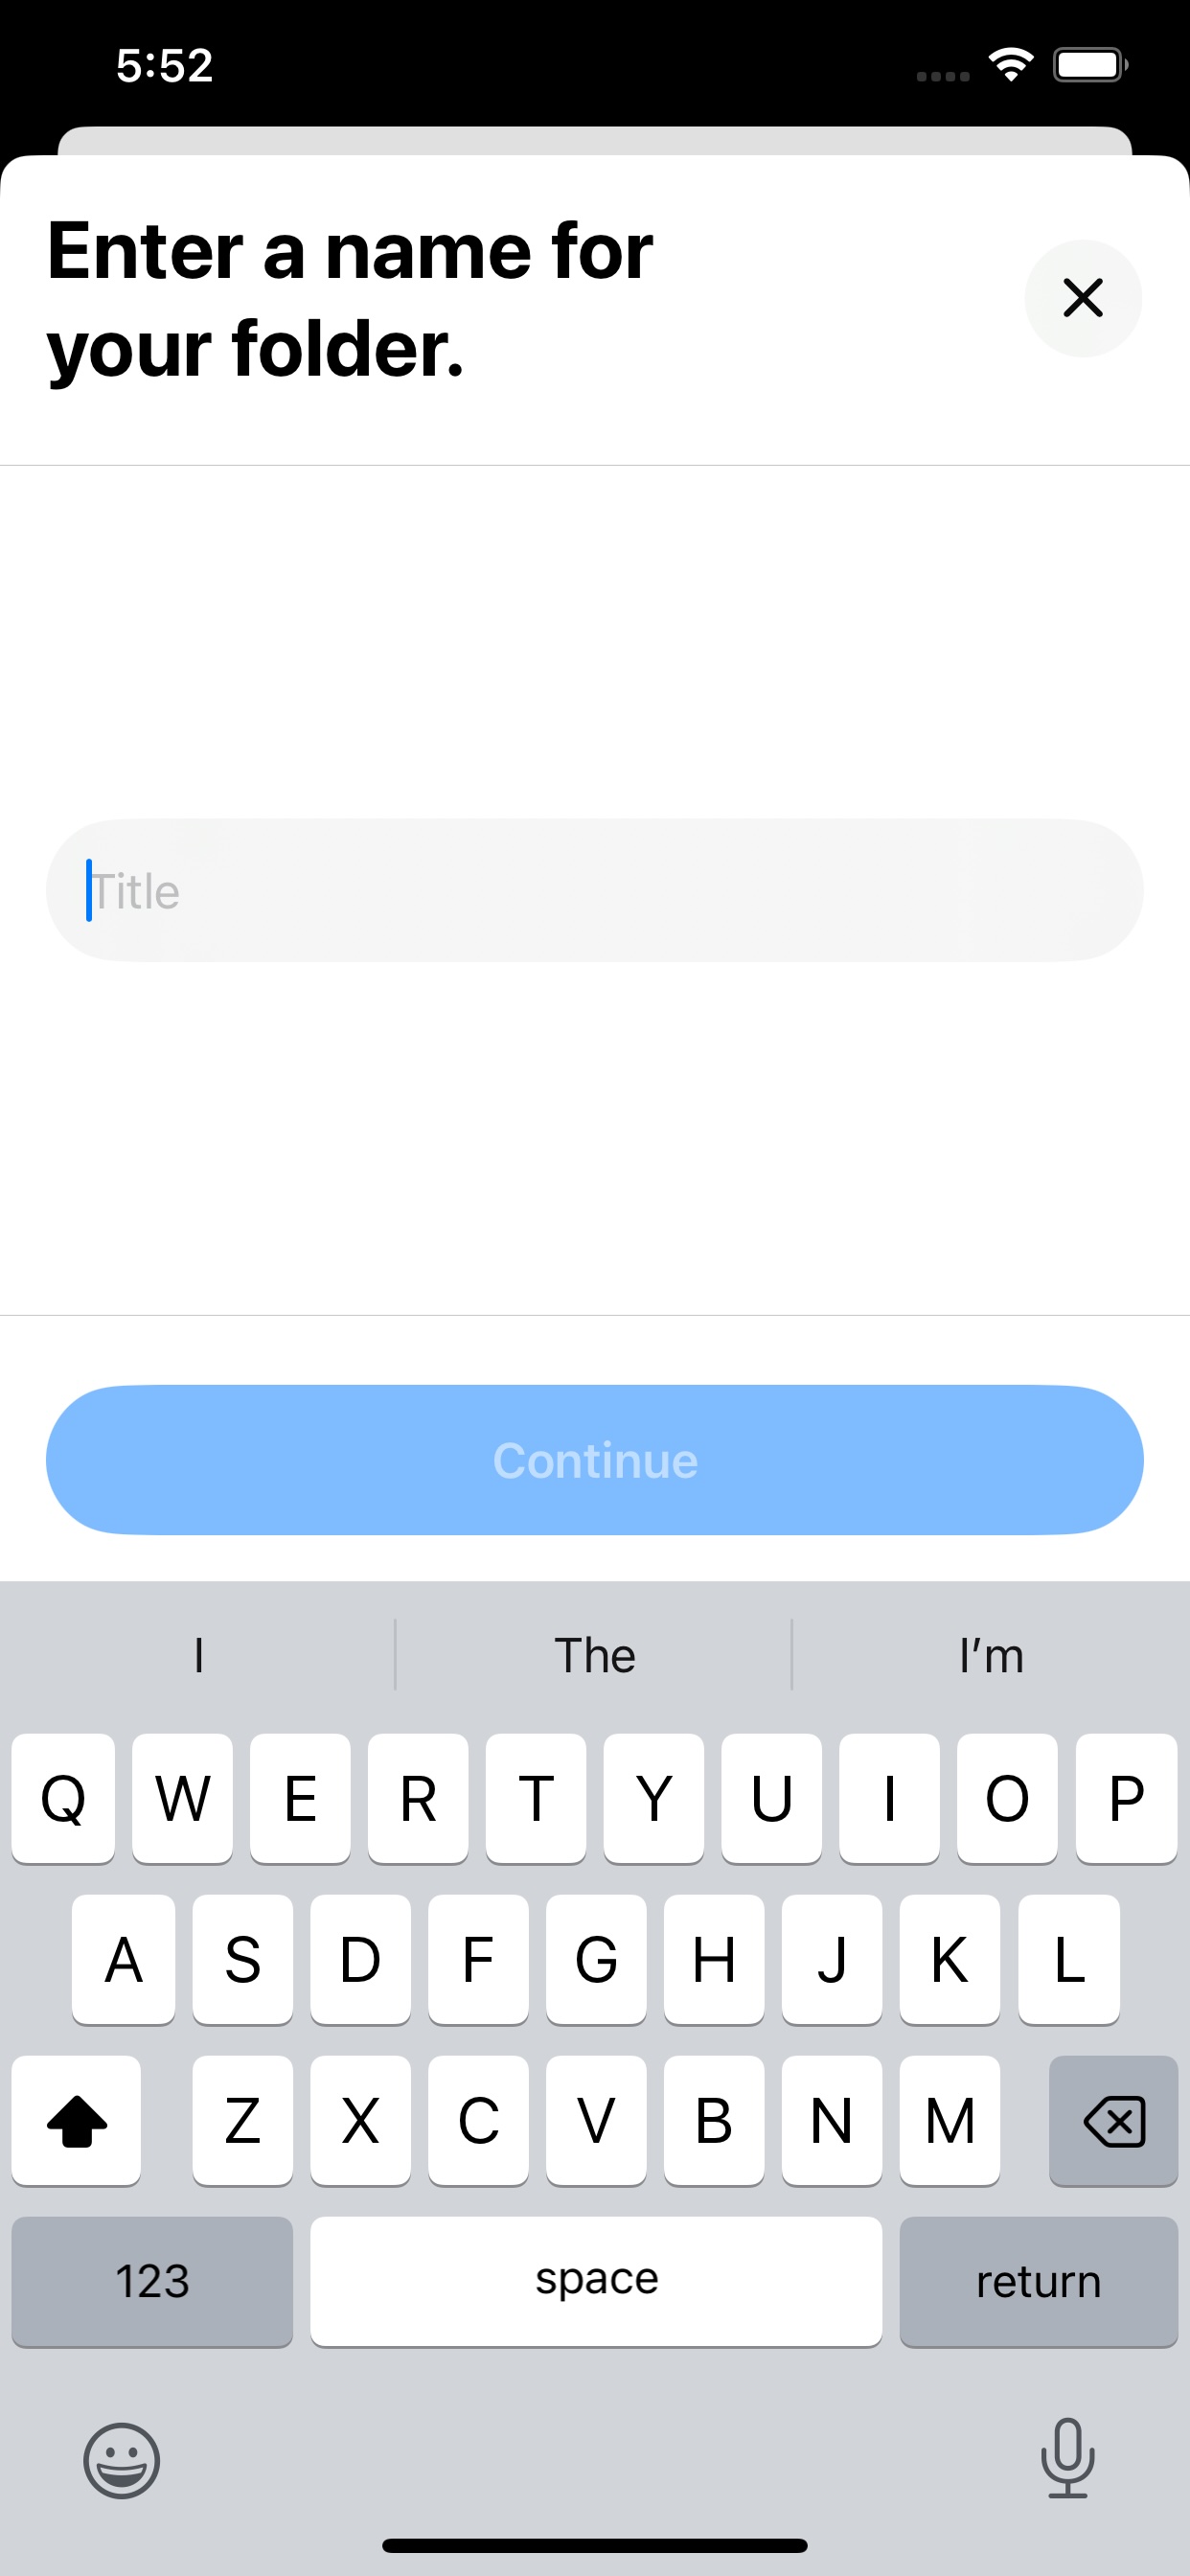 5:52
Enter a name for
your folder.
Title
Continue
I The I’m
Q W E R T Y U I O P
A S D F G H J K L
Z X C V B N M
123 space return